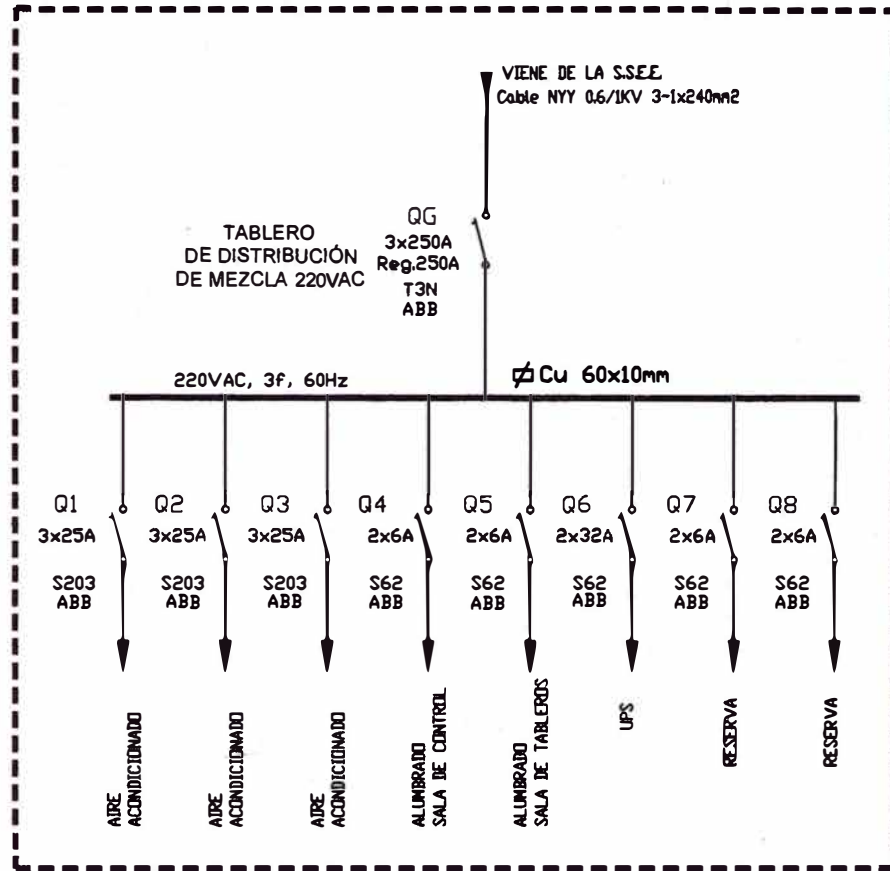 VIENE DE LA S.S.E.E.
Cable NYY 0.6/1KV 3-1x240mm2
TABLERO
DE DISTRIBUCIÓN
DE MEZCLA 220VAC
QG
3x250A
Reg.250A
T3N
ABB
220VAC, 3f, 60Hz
Cu 60x10mm
Q1
3x25A
S203
ABB
AIRE
ACONDICIONADO
Q2
3x25A
S203
ABB
AIRE
ACONDICIONADO
Q3
3x25A
S203
ABB
AIRE
ACONDICIONADO
Q4
2x6A
S62
ABB
ALUMBRADO
SALA DE CONTROL
Q5
2x6A
S62
ABB
ALUMBRADO
SALA DE TABLEROS
Q6
2x32A
S62
ABB
UPS
Q7
2x6A
S62
ABB
RESERVA
Q8
2x6A
S62
ABB
RESERVA